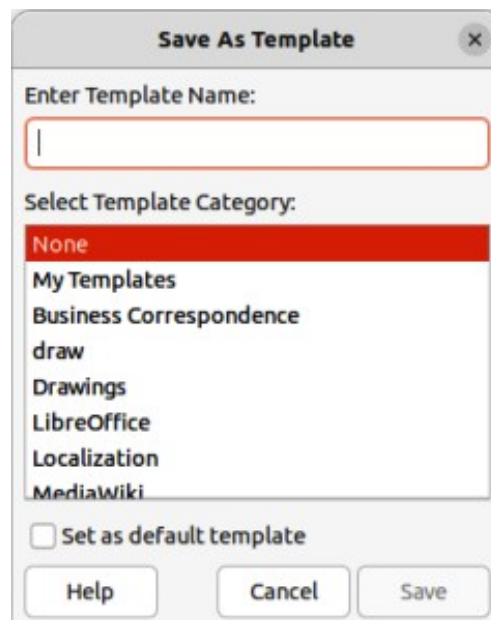 Save As Template
Enter Template Name:
Select Template Category:
None
My Templates
Business Correspondence
draw
Drawings
LibreOffice
Localization
MediaWiki
Set as default template
Help Cancel Save